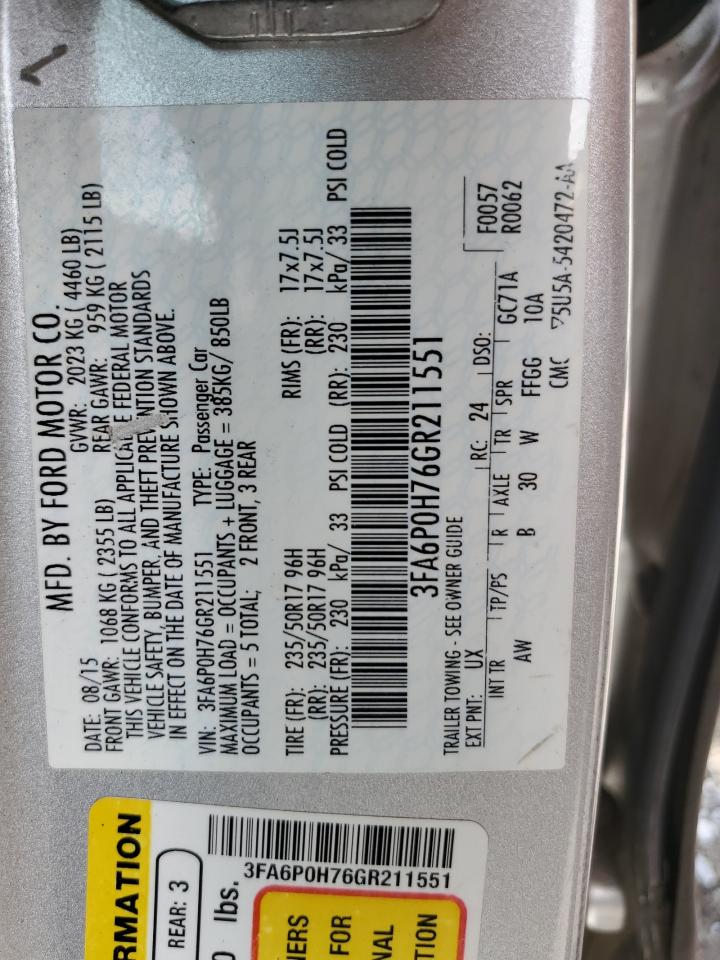 MFD. BY FORD MOTOR CO.
DATE: 08/15 GVWR: 2023 KG ( 4460 LB)
FRONT GAWR: 1068 KG ( 2355 LB) REAR GAWR: 959 KG ( 2115 LB)
THIS VEHICLE CONFORMS TO ALL FEDERAL MOTOR
VEHICLE SAFETY, BUMPER, AND THEFT PREVENTION STANDARDS
IN EFFECT ON THE DATE OF MANUFACTURE SHOWN ABOVE.
VIN: 3FA6P0H76GR211551 TYPE: Passenger Car
MAXIMUM LOAD = OCCUPANTS + LUGGAGE = 385KG/ 850LB
OCCUPANTS = 5 TOTAL; 2 FRONT, 3 REAR
TIRE (FR): 235/50R17 96H RIMS (FR): 17x7.5J
(RR): 235/50R17 96H (RR): 17x7.5J
PRESSURE (FR): 230 kPa/ 33 PSI COLD (RR): 230 kPa/ 33 PSI COLD
3FA6P0H76GR211551
TRAILER TOWING - SEE OWNER GUIDE
F0057
EXT PNT: UX RC: 24 DSO: R0062
INT TR TP/PS R AXLE TR SPR GC71A
AW B 30 W FFGG 10A
CMC 5U5A-5420472-AA
RMATION
REAR: 3
3FA6P0H76GR211551
lbs.
FOR
TION